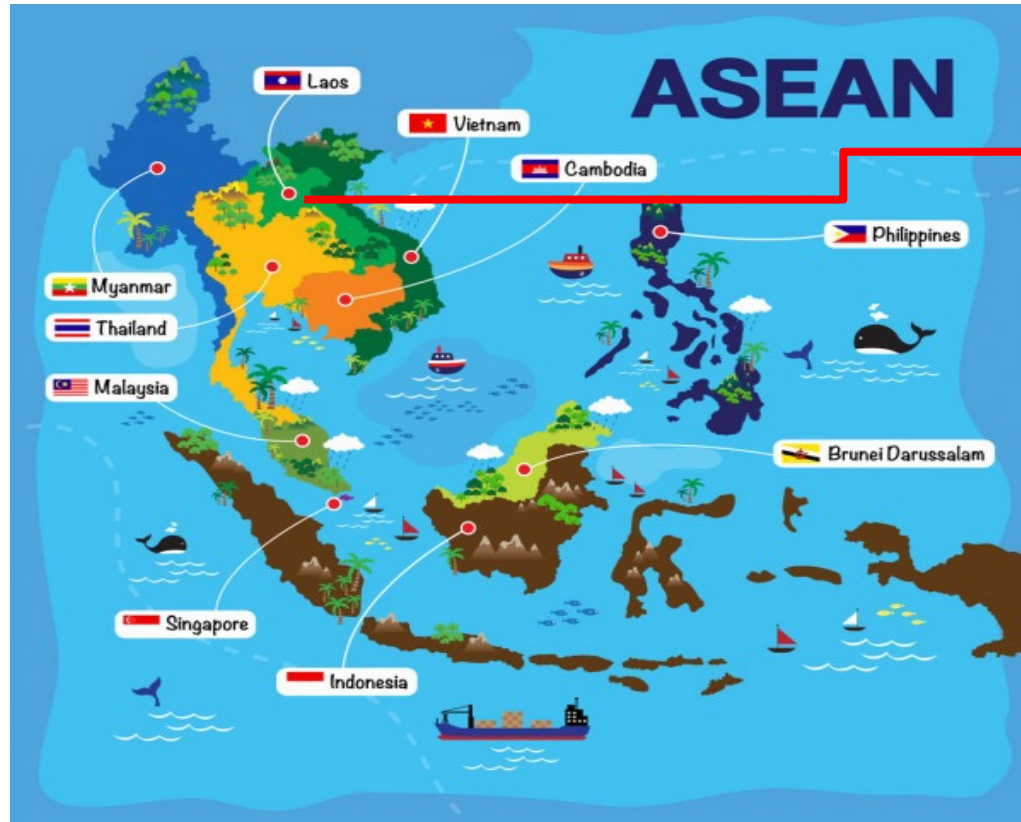 ASEAN
Laos
Vietnam
Cambodia
Philippines
Myanmar
Thailand
Malaysia
Brunei Darussalam
Singapore
Indonesia